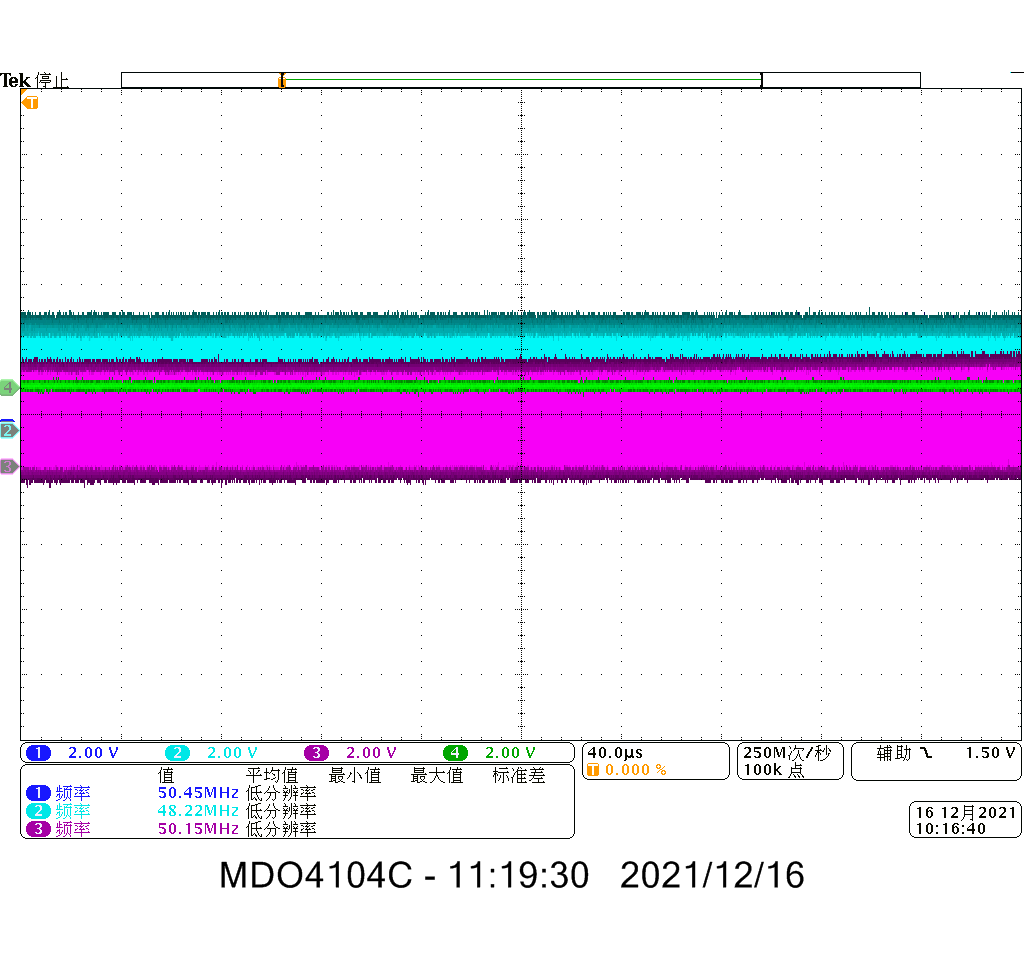 Tek 停止
T
4
2
3
1 2.00 V 2 2.00 V 3 2.00 V 4 2.00 V
40.0µs
T 0.000 %
250M次/秒
100k 点
辅助 1.50 V
值 平均值 最小值 最大值 标准差
1 频率 50.45MHz 低分辨率
2 频率 48.22MHz 低分辨率
3 频率 50.15MHz 低分辨率
16 12月2021
10:16:40
MDO4104C - 11:19:30 2021/12/16